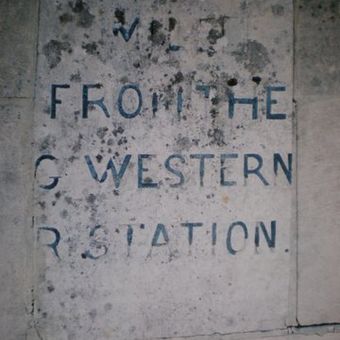 FROM THE
G WESTERN
R STATION.